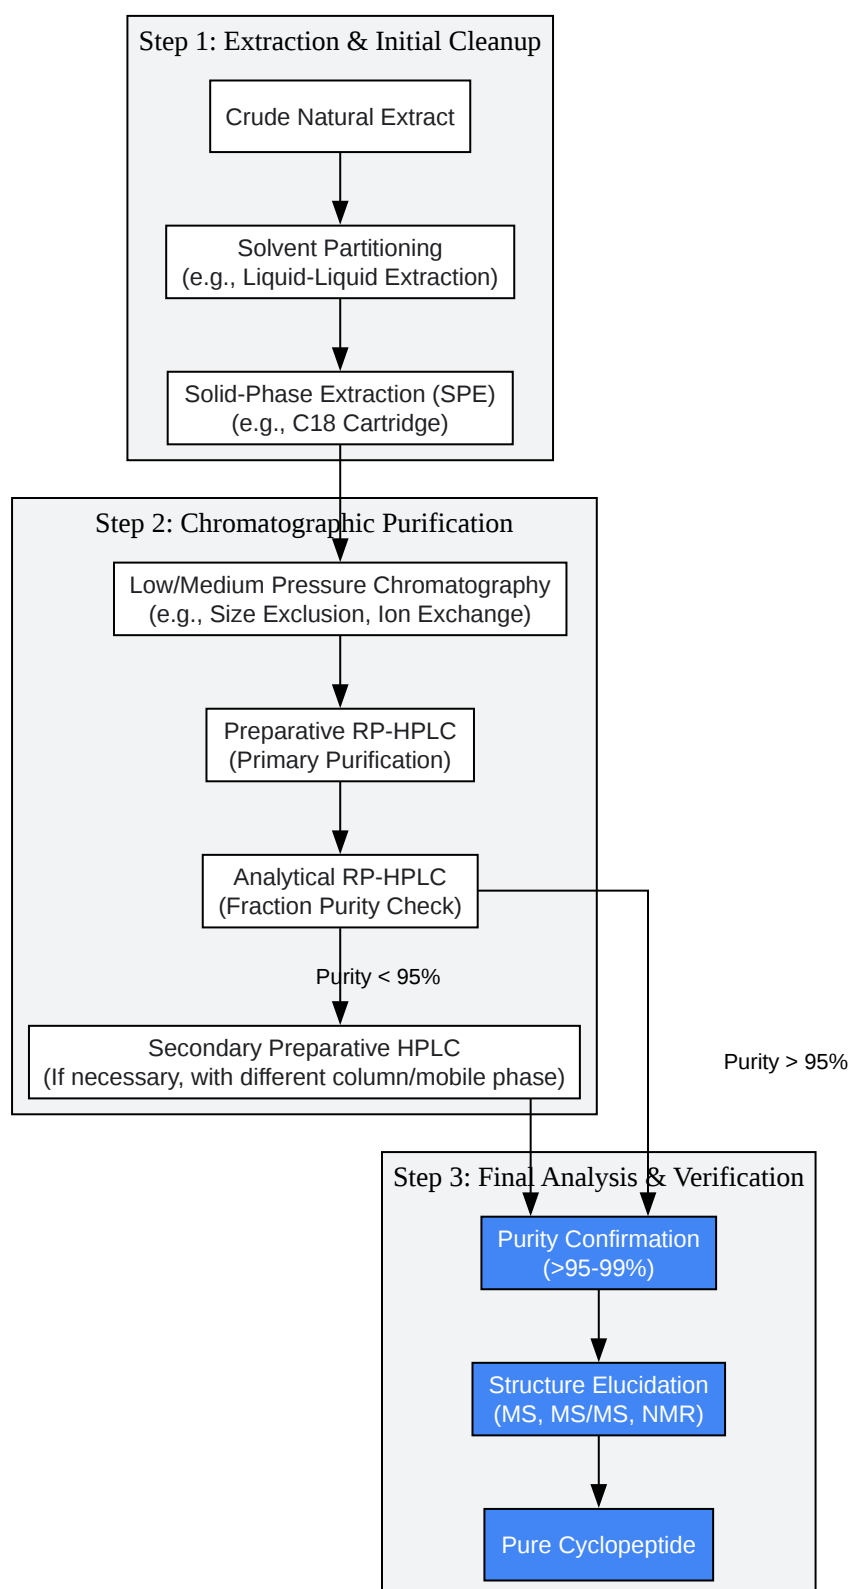 Step 1: Extraction & Initial Cleanup
Crude Natural Extract
Solvent Partitioning
(e.g., Liquid-Liquid Extraction)
Solid-Phase Extraction (SPE)
(e.g., C18 Cartridge)
Step 2: Chromatographic Purification
Low/Medium Pressure Chromatography
(e.g., Size Exclusion, Ion Exchange)
Preparative RP-HPLC
(Primary Purification)
Analytical RP-HPLC
(Fraction Purity Check)
Purity < 95%
Secondary Preparative HPLC
(If necessary, with different column/mobile phase)
Purity > 95%
Step 3: Final Analysis & Verification
Purity Confirmation
(>95-99%)
Structure Elucidation
(MS, MS/MS, NMR)
Pure Cyclopeptide